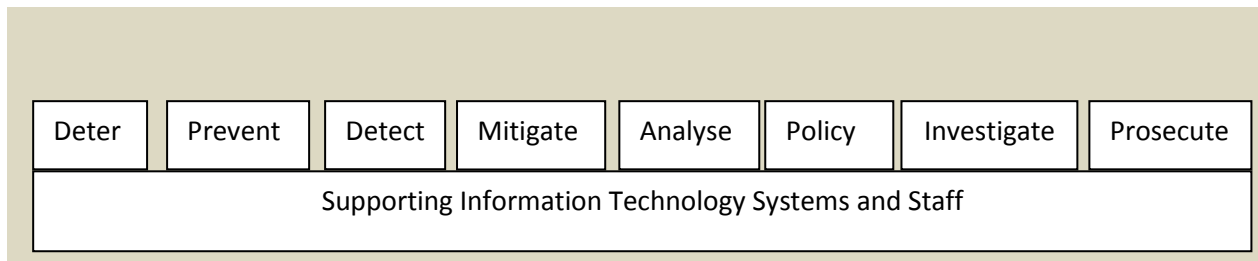 Deter Prevent Detect Mitigate Analyse Policy Investigate Prosecute
Supporting Information Technology Systems and Staff